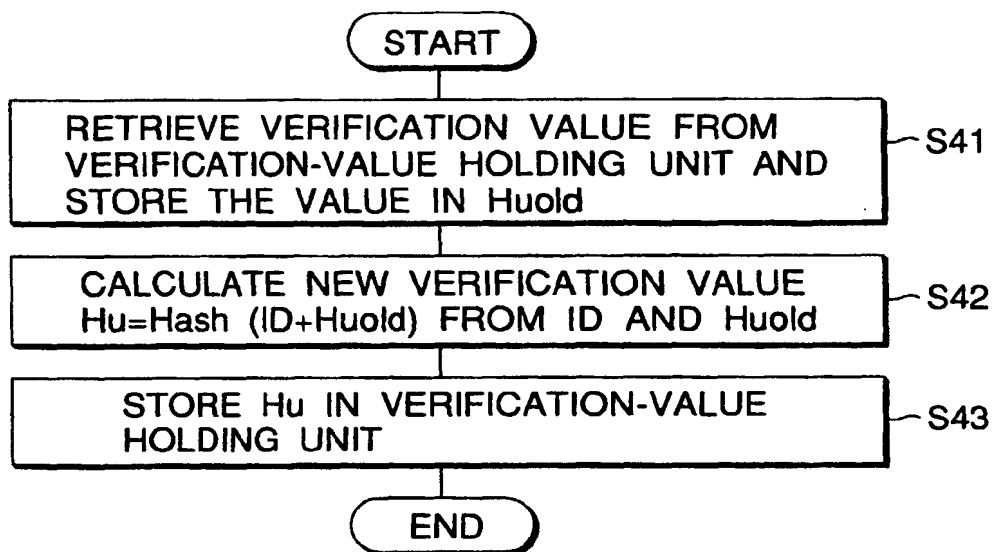 START
RETRIEVE VERIFICATION VALUE FROM
VERIFICATION-VALUE HOLDING UNIT AND
STORE THE VALUE IN Huold
S41
CALCULATE NEW VERIFICATION VALUE
Hu=Hash (ID+Huold) FROM ID AND Huold
S42
STORE Hu IN VERIFICATION-VALUE
HOLDING UNIT
S43
END